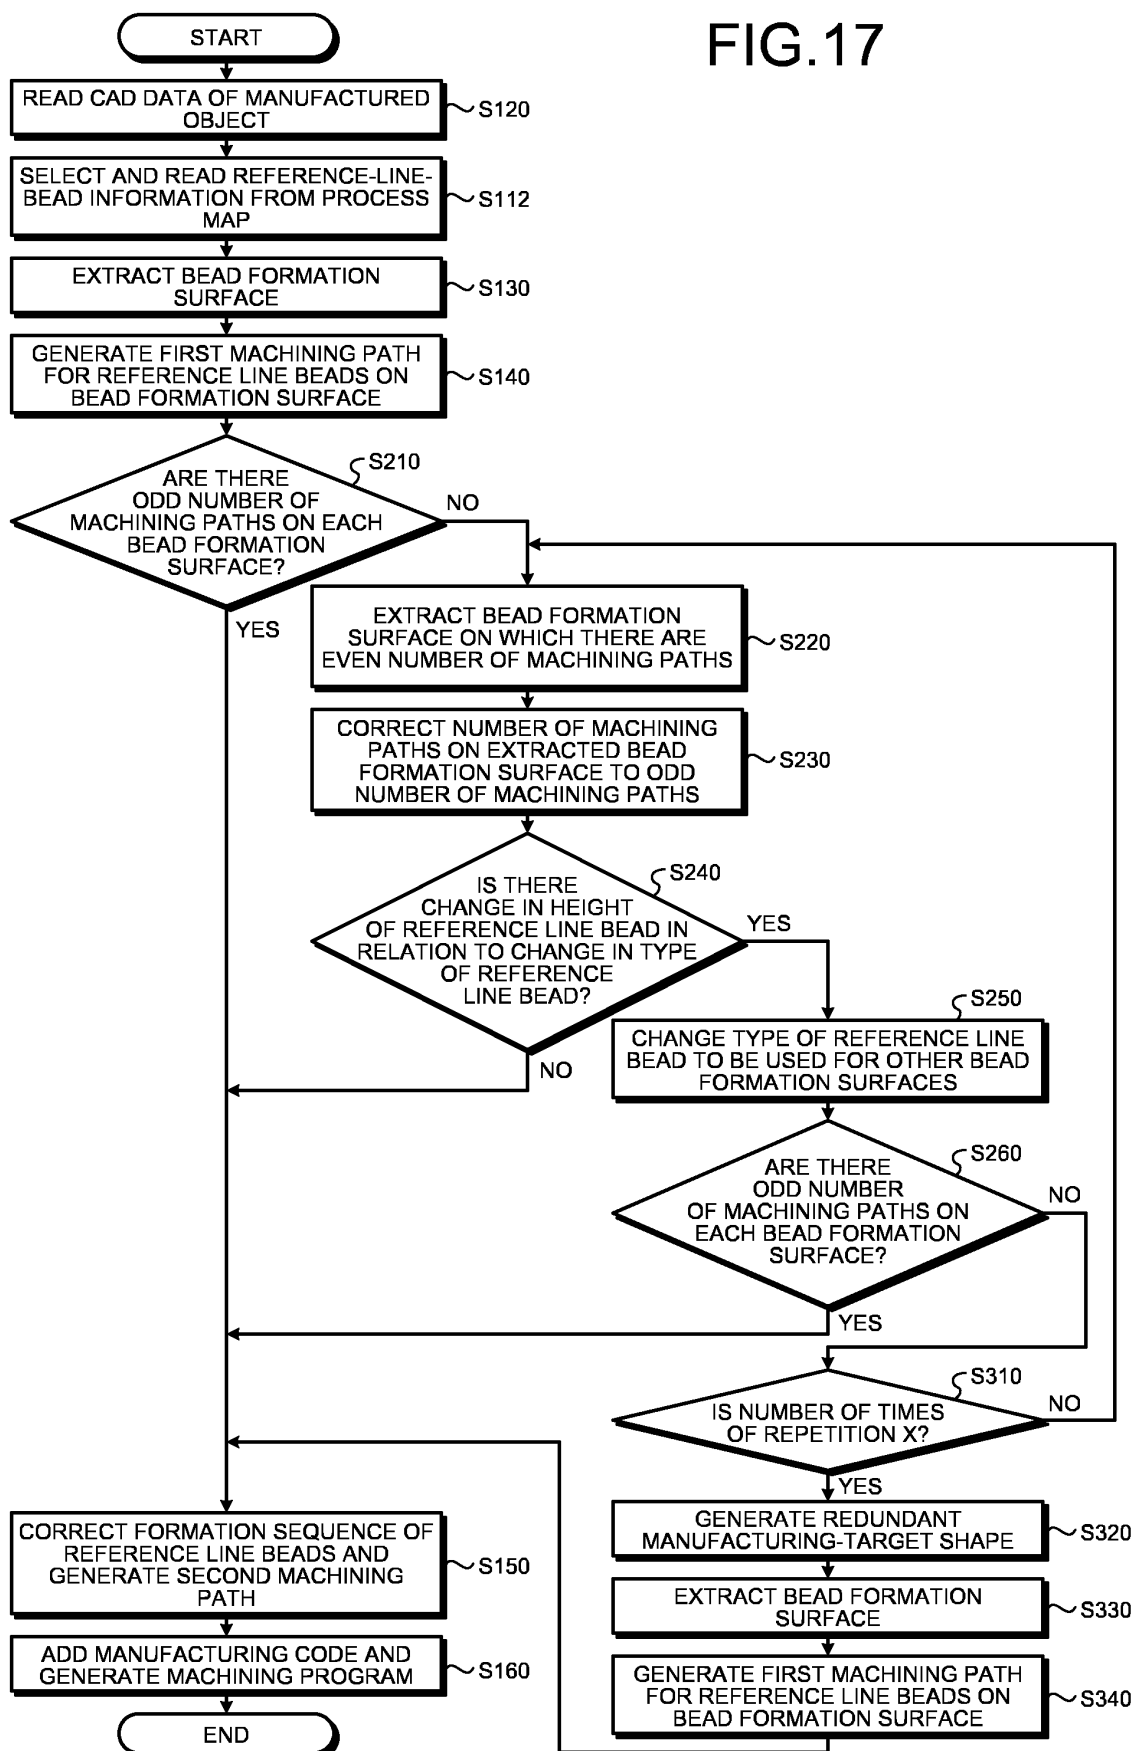 FIG.17
START
READ CAD DATA OF MANUFACTURED
OBJECT
S120
SELECT AND READ REFERENCE-LINE-
BEAD INFORMATION FROM PROCESS
MAP
S112
EXTRACT BEAD FORMATION
SURFACE
S130
GENERATE FIRST MACHINING PATH
FOR REFERENCE LINE BEADS ON
BEAD FORMATION SURFACE
S140
ARE THERE
ODD NUMBER OF
MACHINING PATHS ON EACH
BEAD FORMATION
SURFACE?
S210
NO
YES
EXTRACT BEAD FORMATION
SURFACE ON WHICH THERE ARE
EVEN NUMBER OF MACHINING PATHS
S220
CORRECT NUMBER OF MACHINING
PATHS ON EXTRACTED BEAD
FORMATION SURFACE TO ODD
NUMBER OF MACHINING PATHS
S230
IS THERE
CHANGE IN HEIGHT
OF REFERENCE LINE BEAD IN
RELATION TO CHANGE IN TYPE
OF REFERENCE
LINE BEAD?
S240
YES
NO
CHANGE TYPE OF REFERENCE LINE
BEAD TO BE USED FOR OTHER BEAD
FORMATION SURFACES
S250
ARE THERE
ODD NUMBER
OF MACHINING PATHS ON
EACH BEAD FORMATION
SURFACE?
S260
NO
YES
IS NUMBER OF TIMES
OF REPETITION X?
S310
NO
YES
GENERATE REDUNDANT
MANUFACTURING-TARGET SHAPE
S320
EXTRACT BEAD FORMATION
SURFACE
S330
GENERATE FIRST MACHINING PATH
FOR REFERENCE LINE BEADS ON
BEAD FORMATION SURFACE
S340
CORRECT FORMATION SEQUENCE OF
REFERENCE LINE BEADS AND
GENERATE SECOND MACHINING
PATH
S150
ADD MANUFACTURING CODE AND
GENERATE MACHINING PROGRAM
S160
END